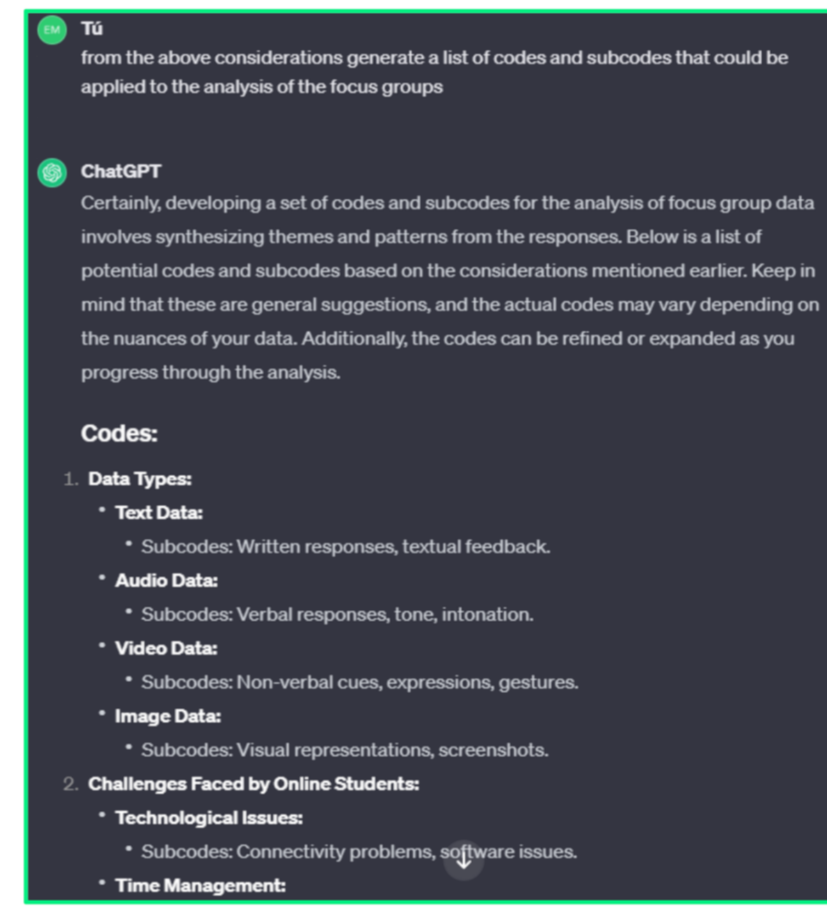 EM
Tú
from the above considerations generate a list of codes and subcodes that could be
applied to the analysis of the focus groups
ChatGPT
Certainly, developing a set of codes and subcodes for the analysis of focus group data
involves synthesizing themes and patterns from the responses. Below is a list of
potential codes and subcodes based on the considerations mentioned earlier. Keep in
mind that these are general suggestions, and the actual codes may vary depending on
the nuances of your data. Additionally, the codes can be refined or expanded as you
progress through the analysis.
Codes:
1. Data Types:
• Text Data:
• Subcodes: Written responses, textual feedback.
• Audio Data:
• Subcodes: Verbal responses, tone, intonation.
• Video Data:
• Subcodes: Non-verbal cues, expressions, gestures.
• Image Data:
• Subcodes: Visual representations, screenshots.
2. Challenges Faced by Online Students:
• Technological Issues:
• Subcodes: Connectivity problems, software issues.
• Time Management: